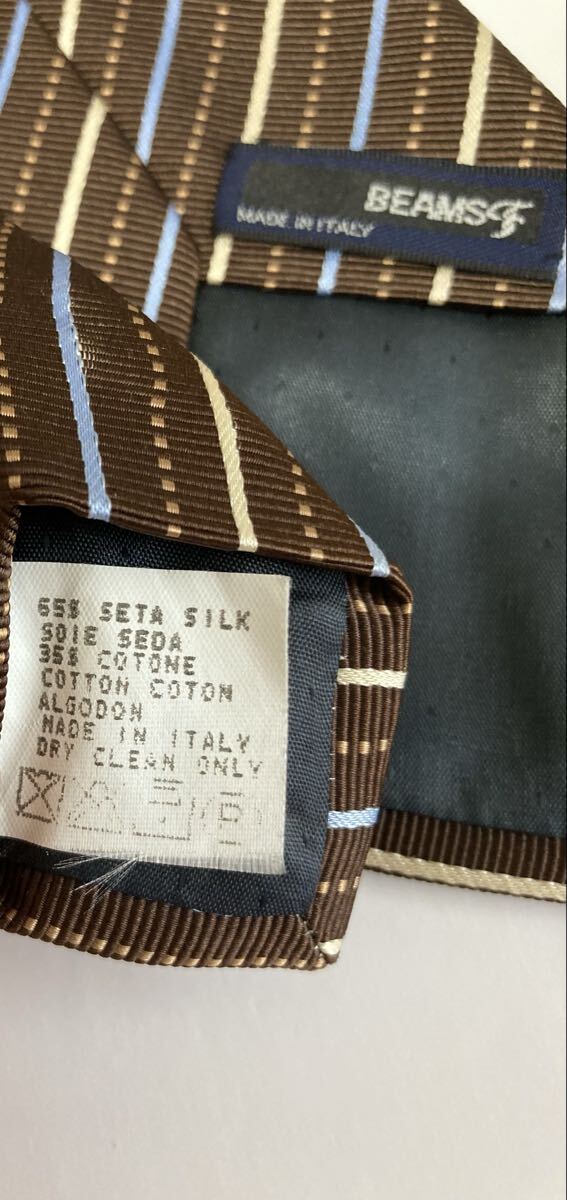 BEAMS F
MADE IN ITALY
65% SETA SILK
SOIE SEDA
35% COTONE
COTTON COTON
ALGODON
MADE IN ITALY
DRY CLEAN ONLY
P